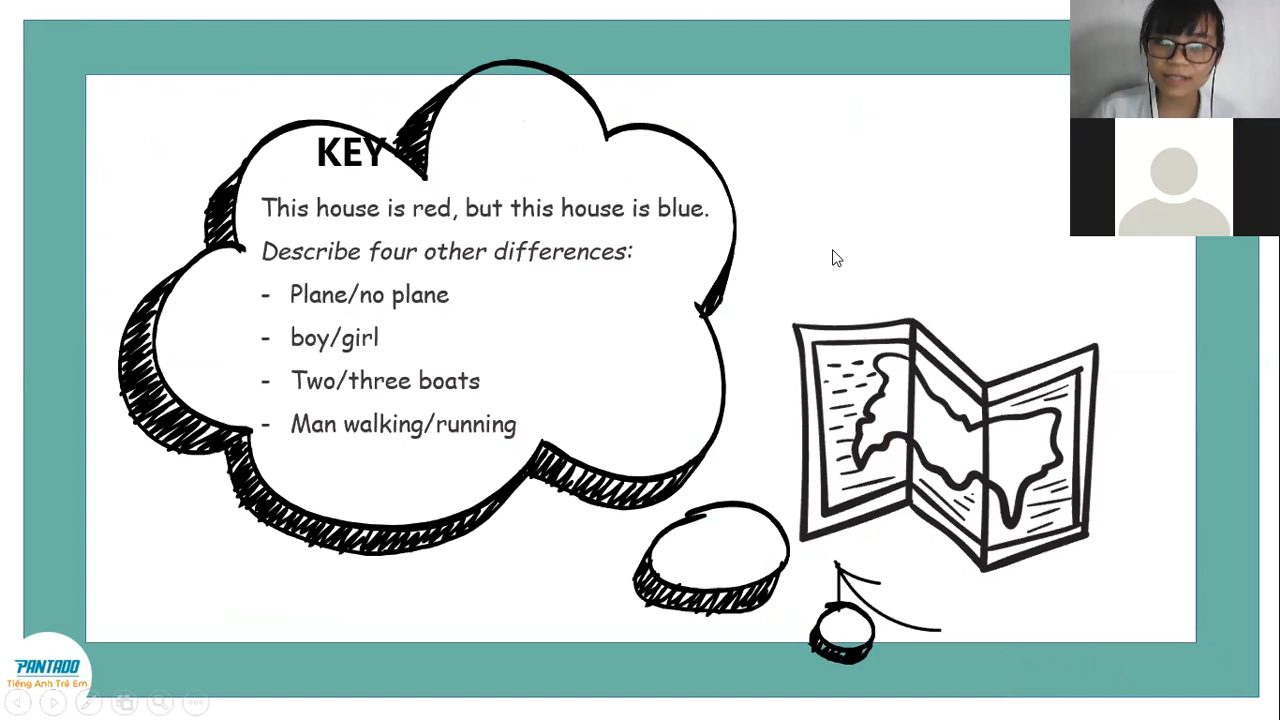 KEY
This house is red, but this house is blue.
Describe four other differences:
- Plane/no plane
- boy/girl
- Two/three boats
- Man walking/running
PANTADO
Tiếng Anh Trẻ Em